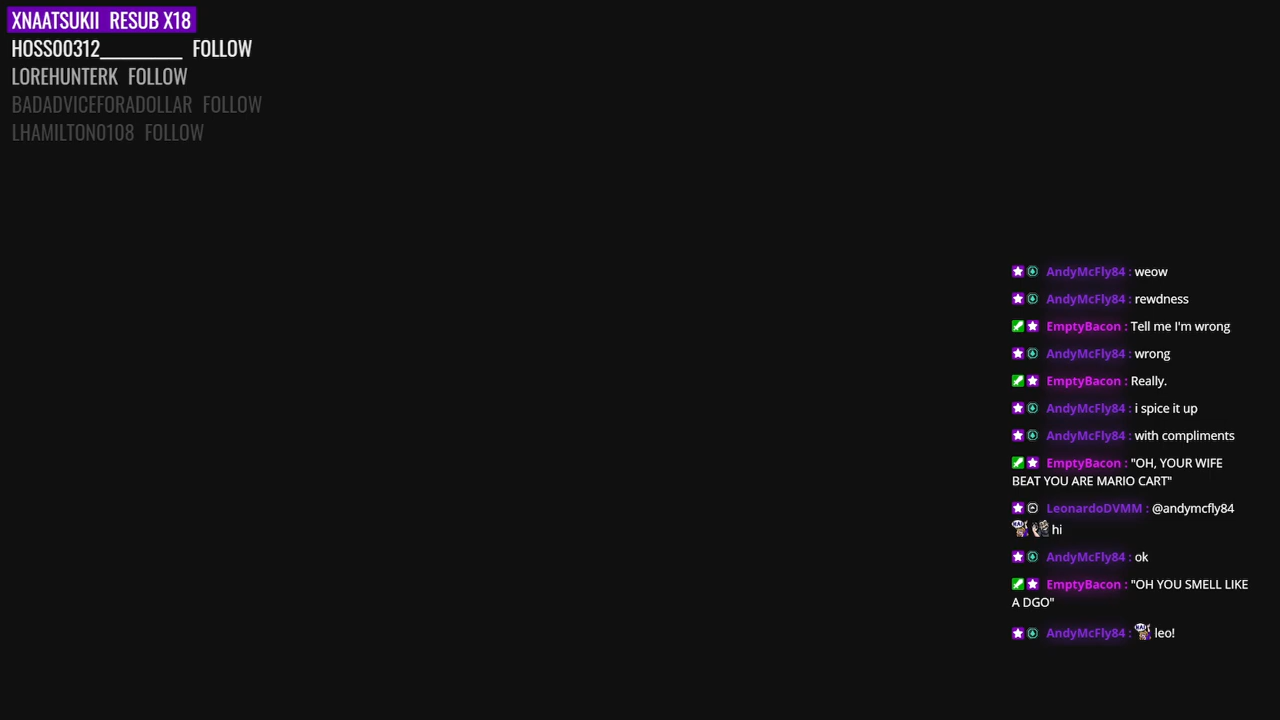 XNAATSUKII RESUB X18
HOSS00312__________ FOLLOW
LOREHUNTERK FOLLOW
BADADVICEFORADOLLAR FOLLOW
LHAMILTON0108 FOLLOW
AndyMcFly84 : weow
AndyMcFly84 : rewdness
EmptyBacon : Tell me I'm wrong
AndyMcFly84 : wrong
EmptyBacon : Really.
AndyMcFly84 : i spice it up
AndyMcFly84 : with compliments
EmptyBacon : "OH, YOUR WIFE
BEAT YOU ARE MARIO CART"
LeonardoDVMM : @andymcfly84
hi
AndyMcFly84 : ok
EmptyBacon : "OH YOU SMELL LIKE
A DGO"
AndyMcFly84 : leo!